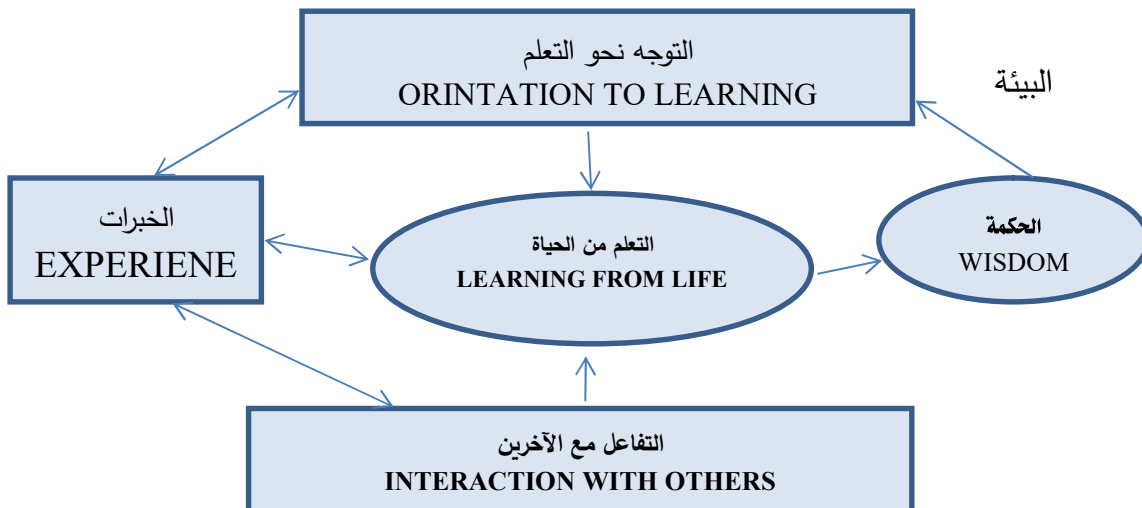 التوجه نحو التعلم
ORINTATION TO LEARNING
البيئة
الخبرات
EXPERIENE
التعلم من الحياة
LEARNING FROM LIFE
الحكمة
WISDOM
التفاعل مع الآخرين
INTERACTION WITH OTHERS